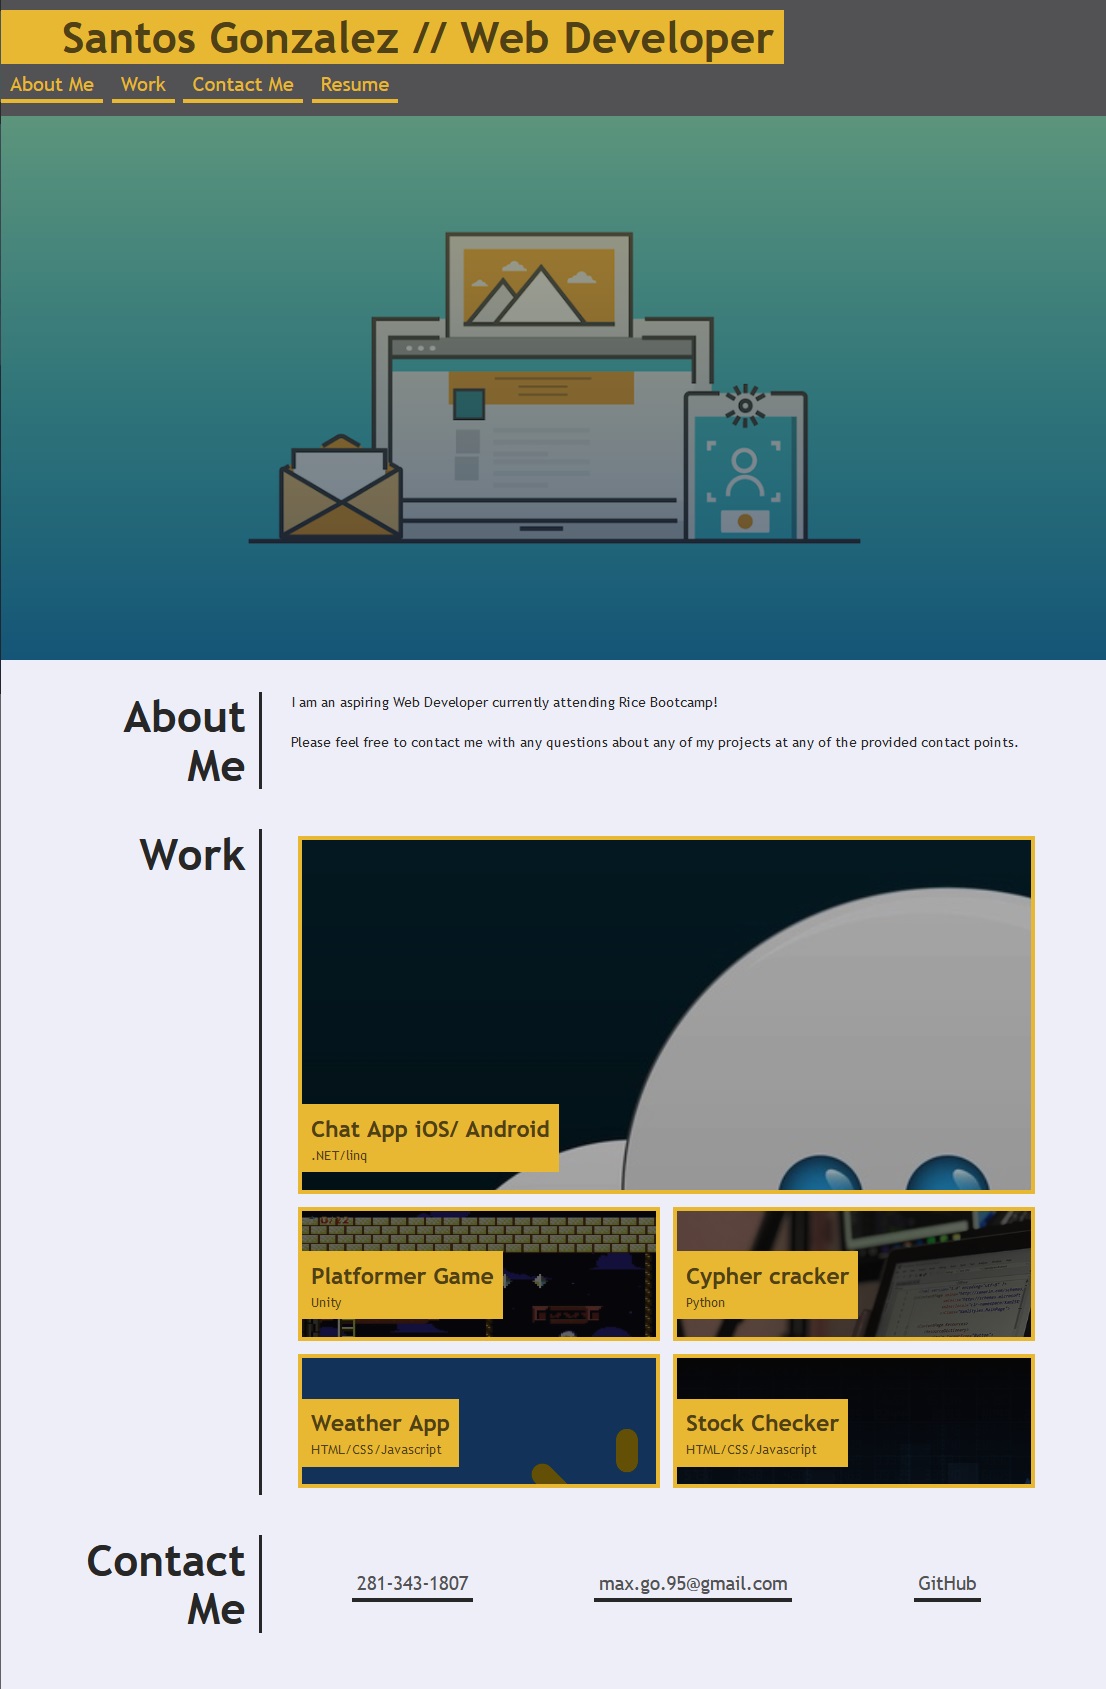 Santos Gonzalez // Web Developer
About Me Work Contact Me Resume
About
Me
I am an aspiring Web Developer currently attending Rice Bootcamp!
Please feel free to contact me with any questions about any of my projects at any of the provided contact points.
Work
Chat App iOS/ Android
.NET/linq
Platformer Game
Unity
Cypher cracker
Python
Weather App
HTML/CSS/Javascript
Stock Checker
HTML/CSS/Javascript
Contact
Me
281-343-1807 max.go.95@gmail.com GitHub